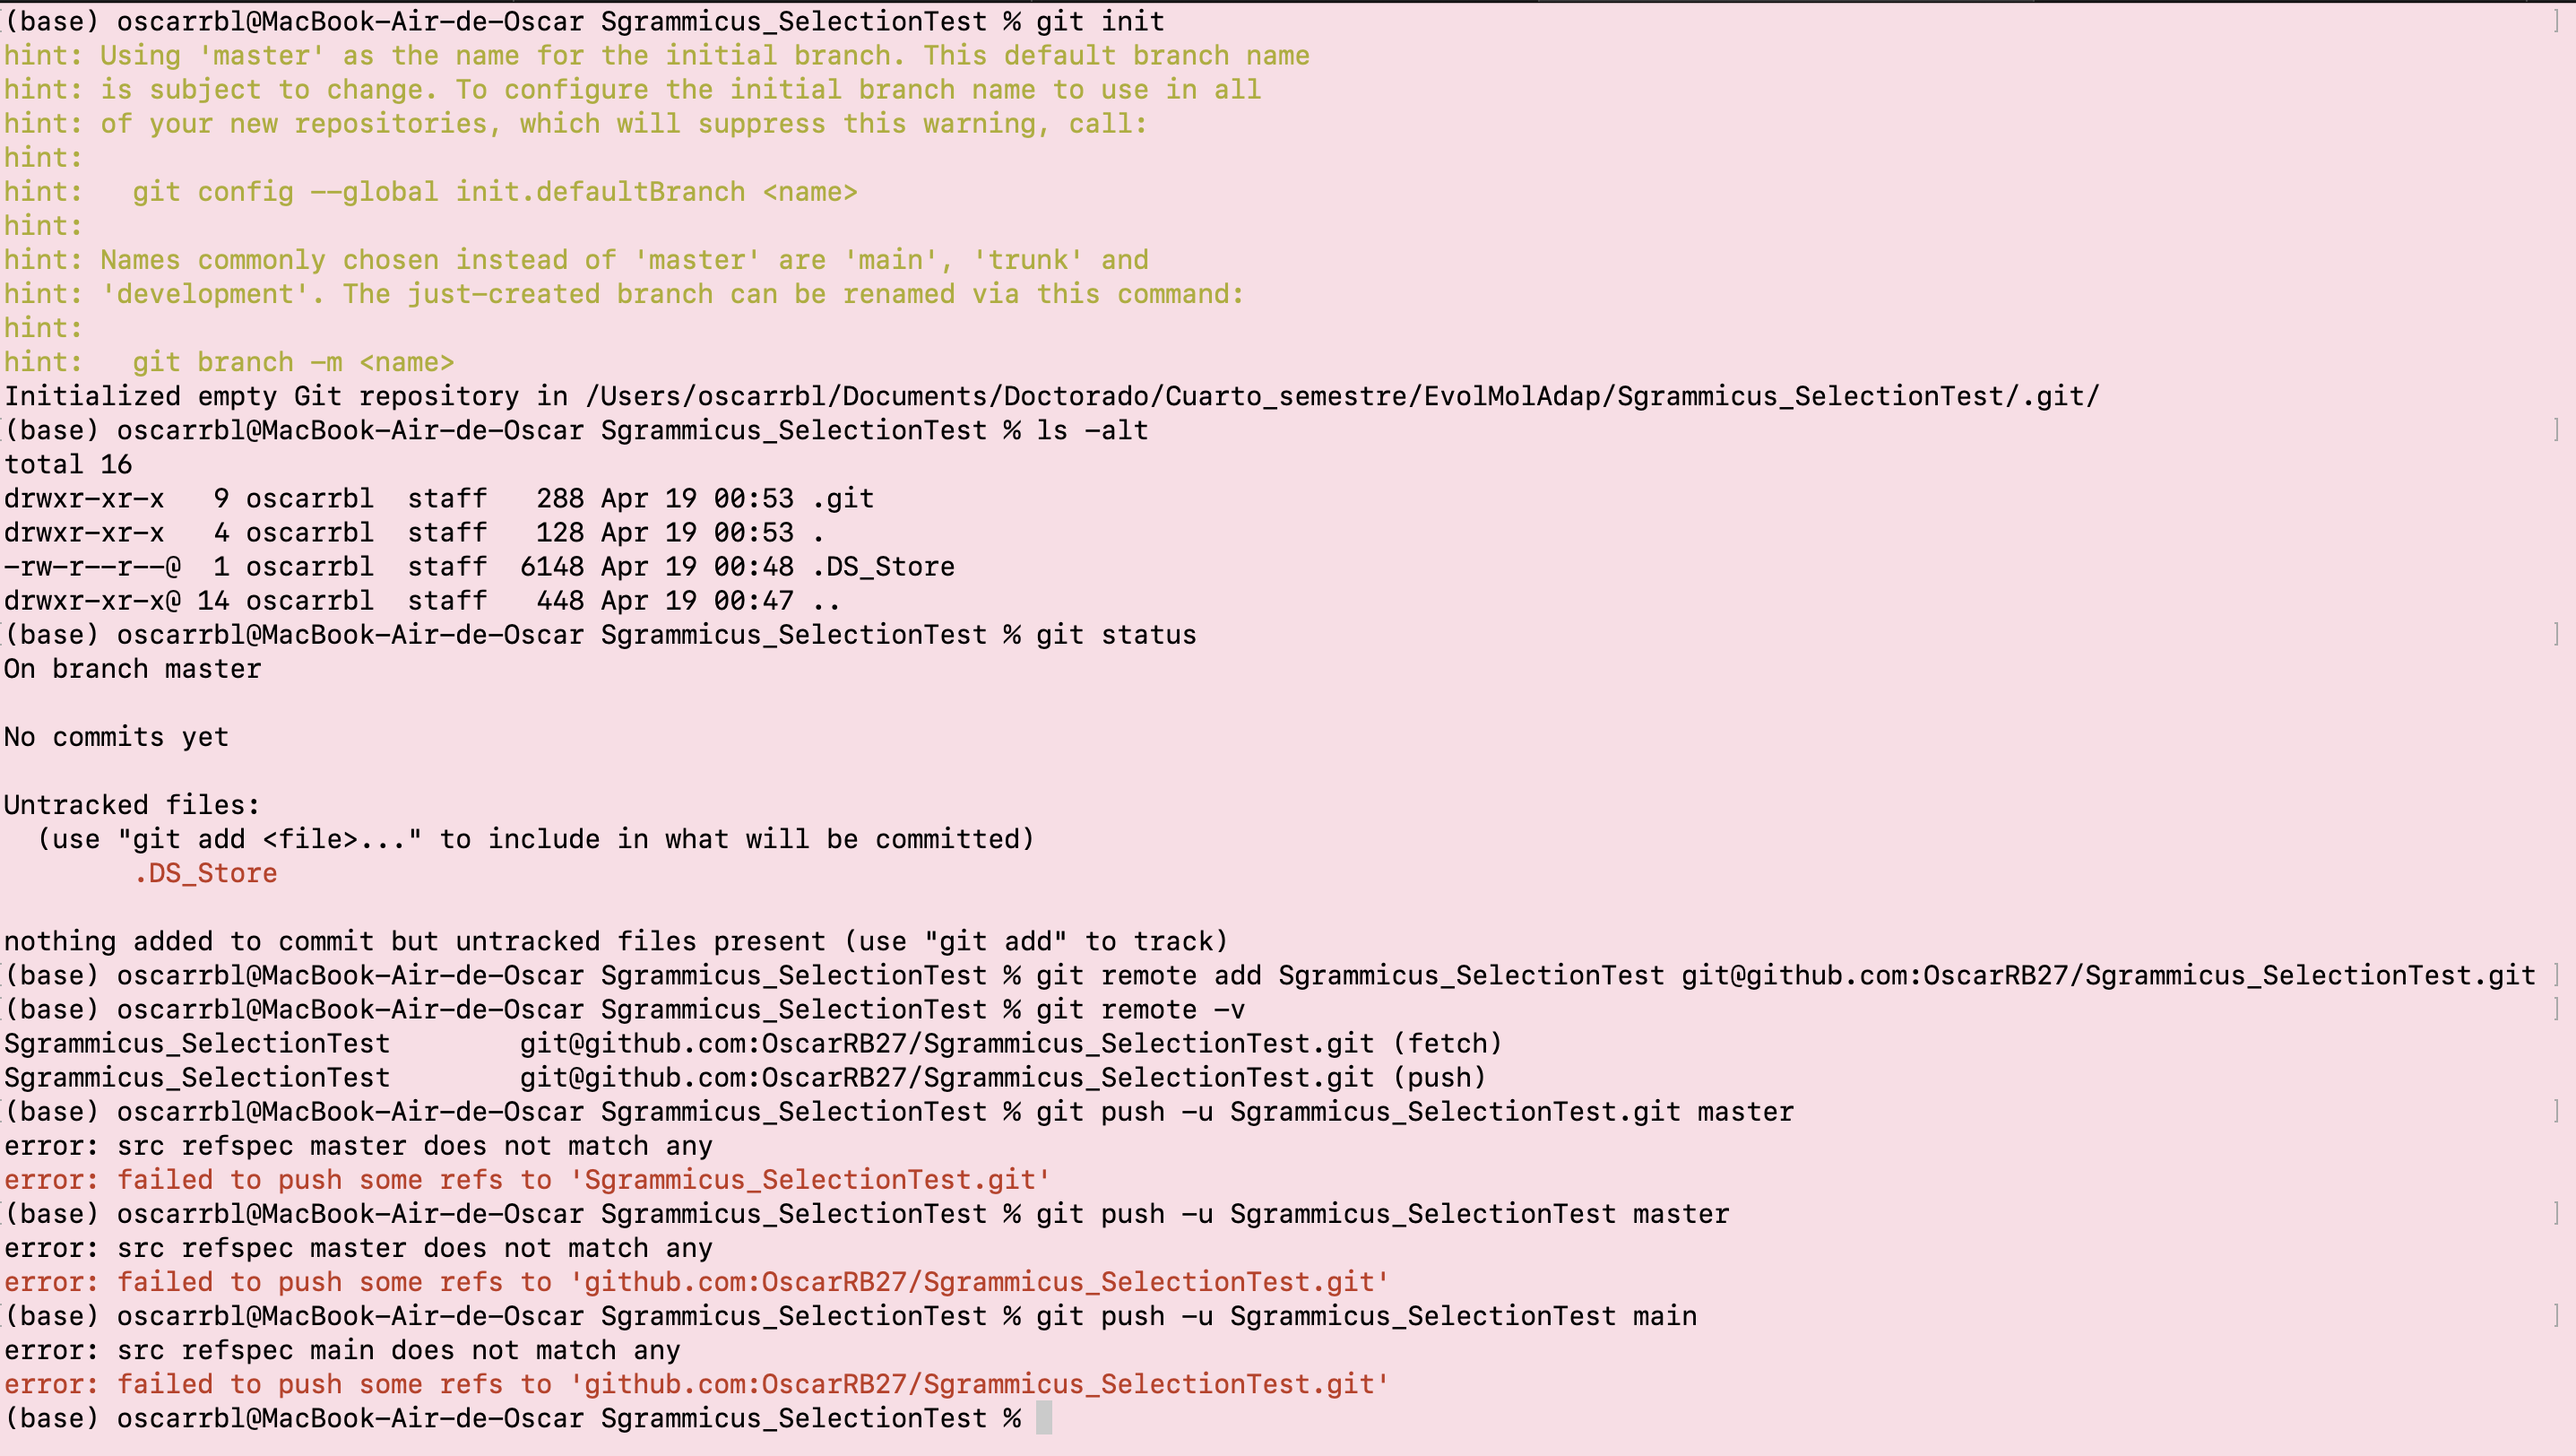 (base) oscarrbl@MacBook-Air-de-Oscar Sgrammicus_SelectionTest % git init
hint: Using 'master' as the name for the initial branch. This default branch name
hint: is subject to change. To configure the initial branch name to use in all
hint: of your new repositories, which will suppress this warning, call:
hint:
hint:   git config --global init.defaultBranch <name>
hint:
hint: Names commonly chosen instead of 'master' are 'main', 'trunk' and
hint: 'development'. The just-created branch can be renamed via this command:
hint:
hint:   git branch -m <name>
Initialized empty Git repository in /Users/oscarrbl/Documents/Doctorado/Cuarto_semestre/EvolMolAdap/Sgrammicus_SelectionTest/.git/
(base) oscarrbl@MacBook-Air-de-Oscar Sgrammicus_SelectionTest % ls -alt
total 16
drwxr-xr-x   9 oscarrbl  staff   288 Apr 19 00:53 .git
drwxr-xr-x   4 oscarrbl  staff   128 Apr 19 00:53 .
-rw-r--r--@  1 oscarrbl  staff  6148 Apr 19 00:48 .DS_Store
drwxr-xr-x@ 14 oscarrbl  staff   448 Apr 19 00:47 ..
(base) oscarrbl@MacBook-Air-de-Oscar Sgrammicus_SelectionTest % git status
On branch master

No commits yet

Untracked files:
  (use "git add <file>..." to include in what will be committed)
        .DS_Store

nothing added to commit but untracked files present (use "git add" to track)
(base) oscarrbl@MacBook-Air-de-Oscar Sgrammicus_SelectionTest % git remote add Sgrammicus_SelectionTest git@github.com:OscarRB27/Sgrammicus_SelectionTest.git
(base) oscarrbl@MacBook-Air-de-Oscar Sgrammicus_SelectionTest % git remote -v
Sgrammicus_SelectionTest        git@github.com:OscarRB27/Sgrammicus_SelectionTest.git (fetch)
Sgrammicus_SelectionTest        git@github.com:OscarRB27/Sgrammicus_SelectionTest.git (push)
(base) oscarrbl@MacBook-Air-de-Oscar Sgrammicus_SelectionTest % git push -u Sgrammicus_SelectionTest.git master
error: src refspec master does not match any
error: failed to push some refs to 'Sgrammicus_SelectionTest.git'
(base) oscarrbl@MacBook-Air-de-Oscar Sgrammicus_SelectionTest % git push -u Sgrammicus_SelectionTest master
error: src refspec master does not match any
error: failed to push some refs to 'github.com:OscarRB27/Sgrammicus_SelectionTest.git'
(base) oscarrbl@MacBook-Air-de-Oscar Sgrammicus_SelectionTest % git push -u Sgrammicus_SelectionTest main
error: src refspec main does not match any
error: failed to push some refs to 'github.com:OscarRB27/Sgrammicus_SelectionTest.git'
(base) oscarrbl@MacBook-Air-de-Oscar Sgrammicus_SelectionTest %